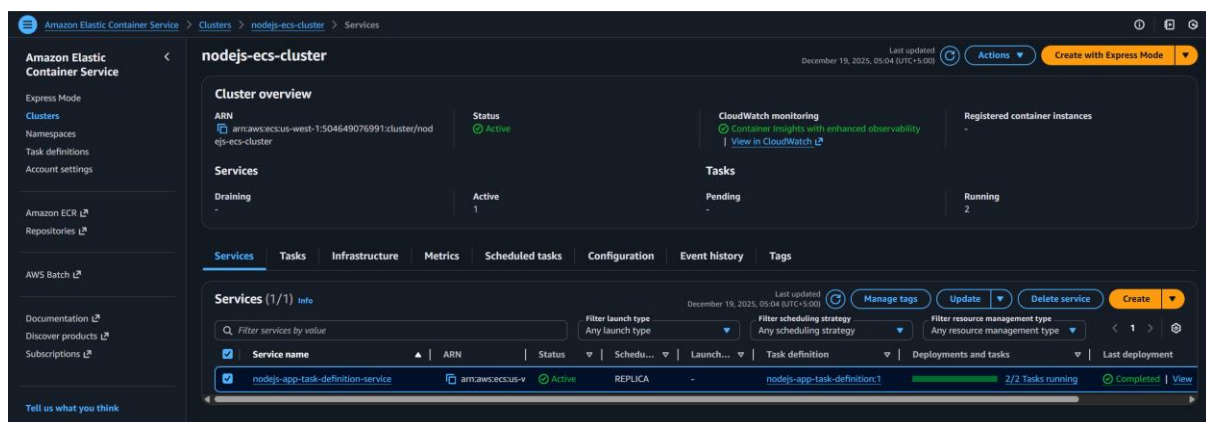 Amazon Elastic Container Service > Clusters > nodejs-ecs-cluster > Services
Amazon Elastic
Container Service
Express Mode
Clusters
Namespaces
Task definitions
Account settings
Amazon ECR
Repositories
AWS Batch
Documentation
Discover products
Subscriptions
Tell us what you think
nodejs-ecs-cluster
Last updated
December 19, 2025, 05:04 (UTC+5:00)
Actions
Create with Express Mode
Cluster overview
ARN
arn:aws:ecs:us-west-1:504649076991:cluster/nod
ejs-ecs-cluster
Status
Active
CloudWatch monitoring
Container Insights with enhanced observability
| View in CloudWatch
Registered container instances
-
Services
Draining
-
Active
1
Tasks
Pending
-
Running
2
Services Tasks Infrastructure Metrics Scheduled tasks Configuration Event history Tags
Services (1/1) Info
Last updated
December 19, 2025, 05:04 (UTC+5:00)
Manage tags Update Delete service Create
Filter services by value
Filter launch type
Any launch type
Filter scheduling strategy
Any scheduling strategy
Filter resource management type
Any resource management type
< 1 >
Service name | ARN | Status | Schedu... | Launch... | Task definition | Deployments and tasks | Last deployment
nodejs-app-task-definition-service arn:aws:ecs:us-v Active REPLICA - nodejs-app-task-definition:1 2/2 Tasks running Completed | View